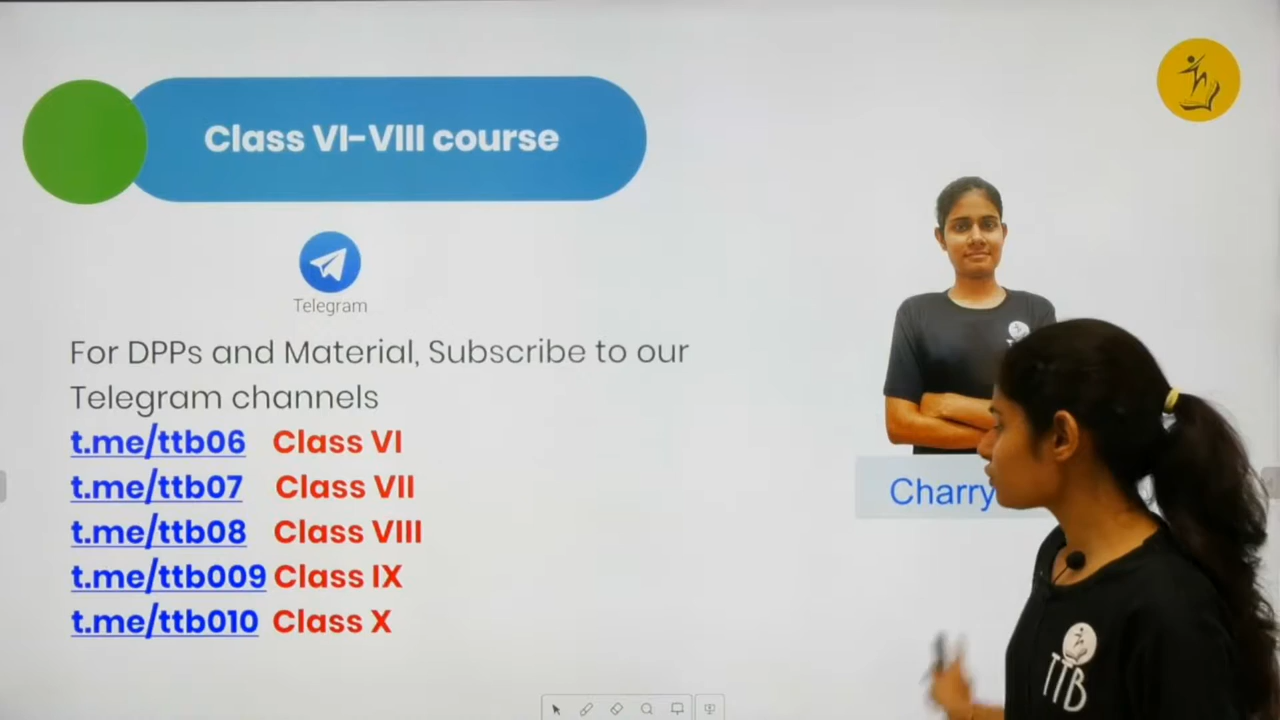 Class VI-VIII course
Telegram
For DPPs and Material, Subscribe to our
Telegram channels
t.me/ttb06 Class VI
t.me/ttb07 Class VII
t.me/ttb08 Class VIII
t.me/ttb009 Class IX
t.me/ttb010 Class X
Charry
TTB